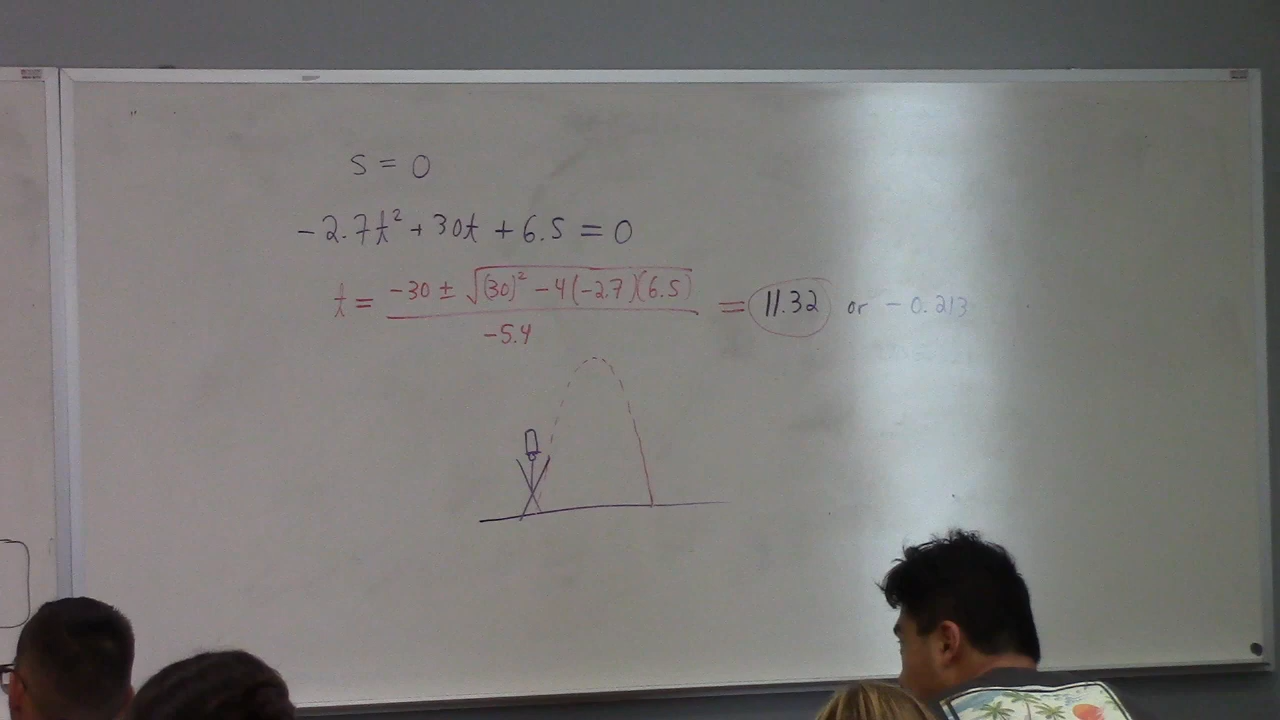 S = 0
-2.7t² + 30t + 6.5 = 0
t = (-30 ± √((30)² - 4(-2.7)(6.5))) / -5.4 = 11.32 or -0.213